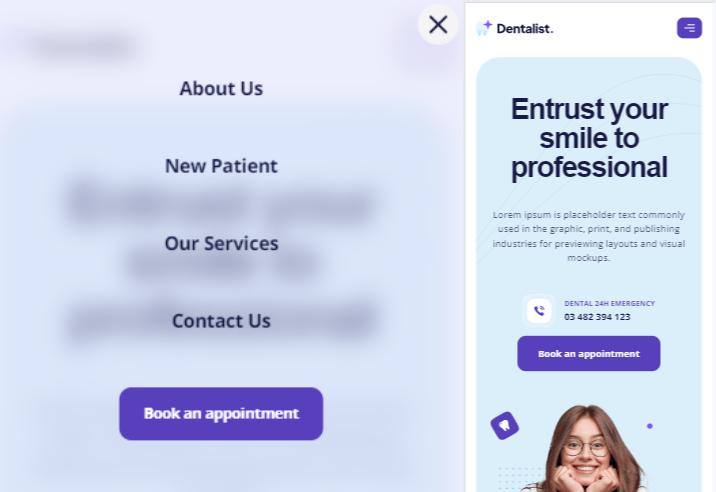 About Us
New Patient
Our Services
Contact Us
Book an appointment
Dentalist.
Entrust your
smile to
professional
Lorem ipsum is placeholder text commonly
used in the graphic, print, and publishing
industries for previewing layouts and visual
mockups.
DENTAL 24H EMERGENCY
03 482 394 123
Book an appointment